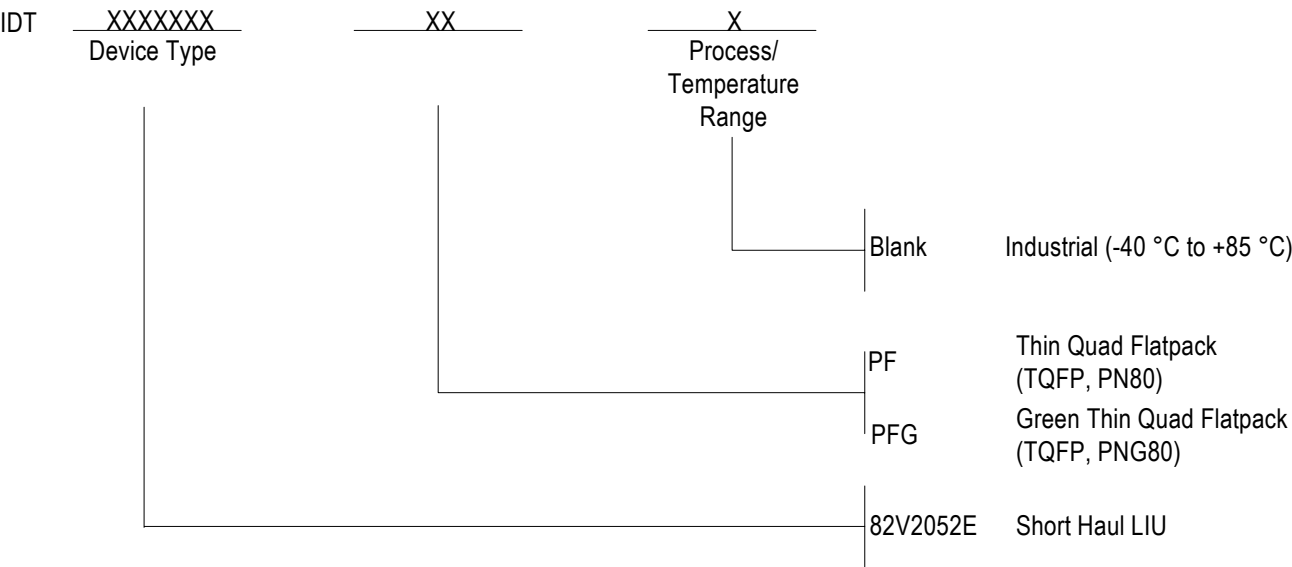 IDT XXXXXXX XX X
Device Type
Process/
Temperature
Range
Blank Industrial (-40 °C to +85 °C)
PF Thin Quad Flatpack
(TQFP, PN80)
PFG Green Thin Quad Flatpack
(TQFP, PNG80)
82V2052E Short Haul LIU